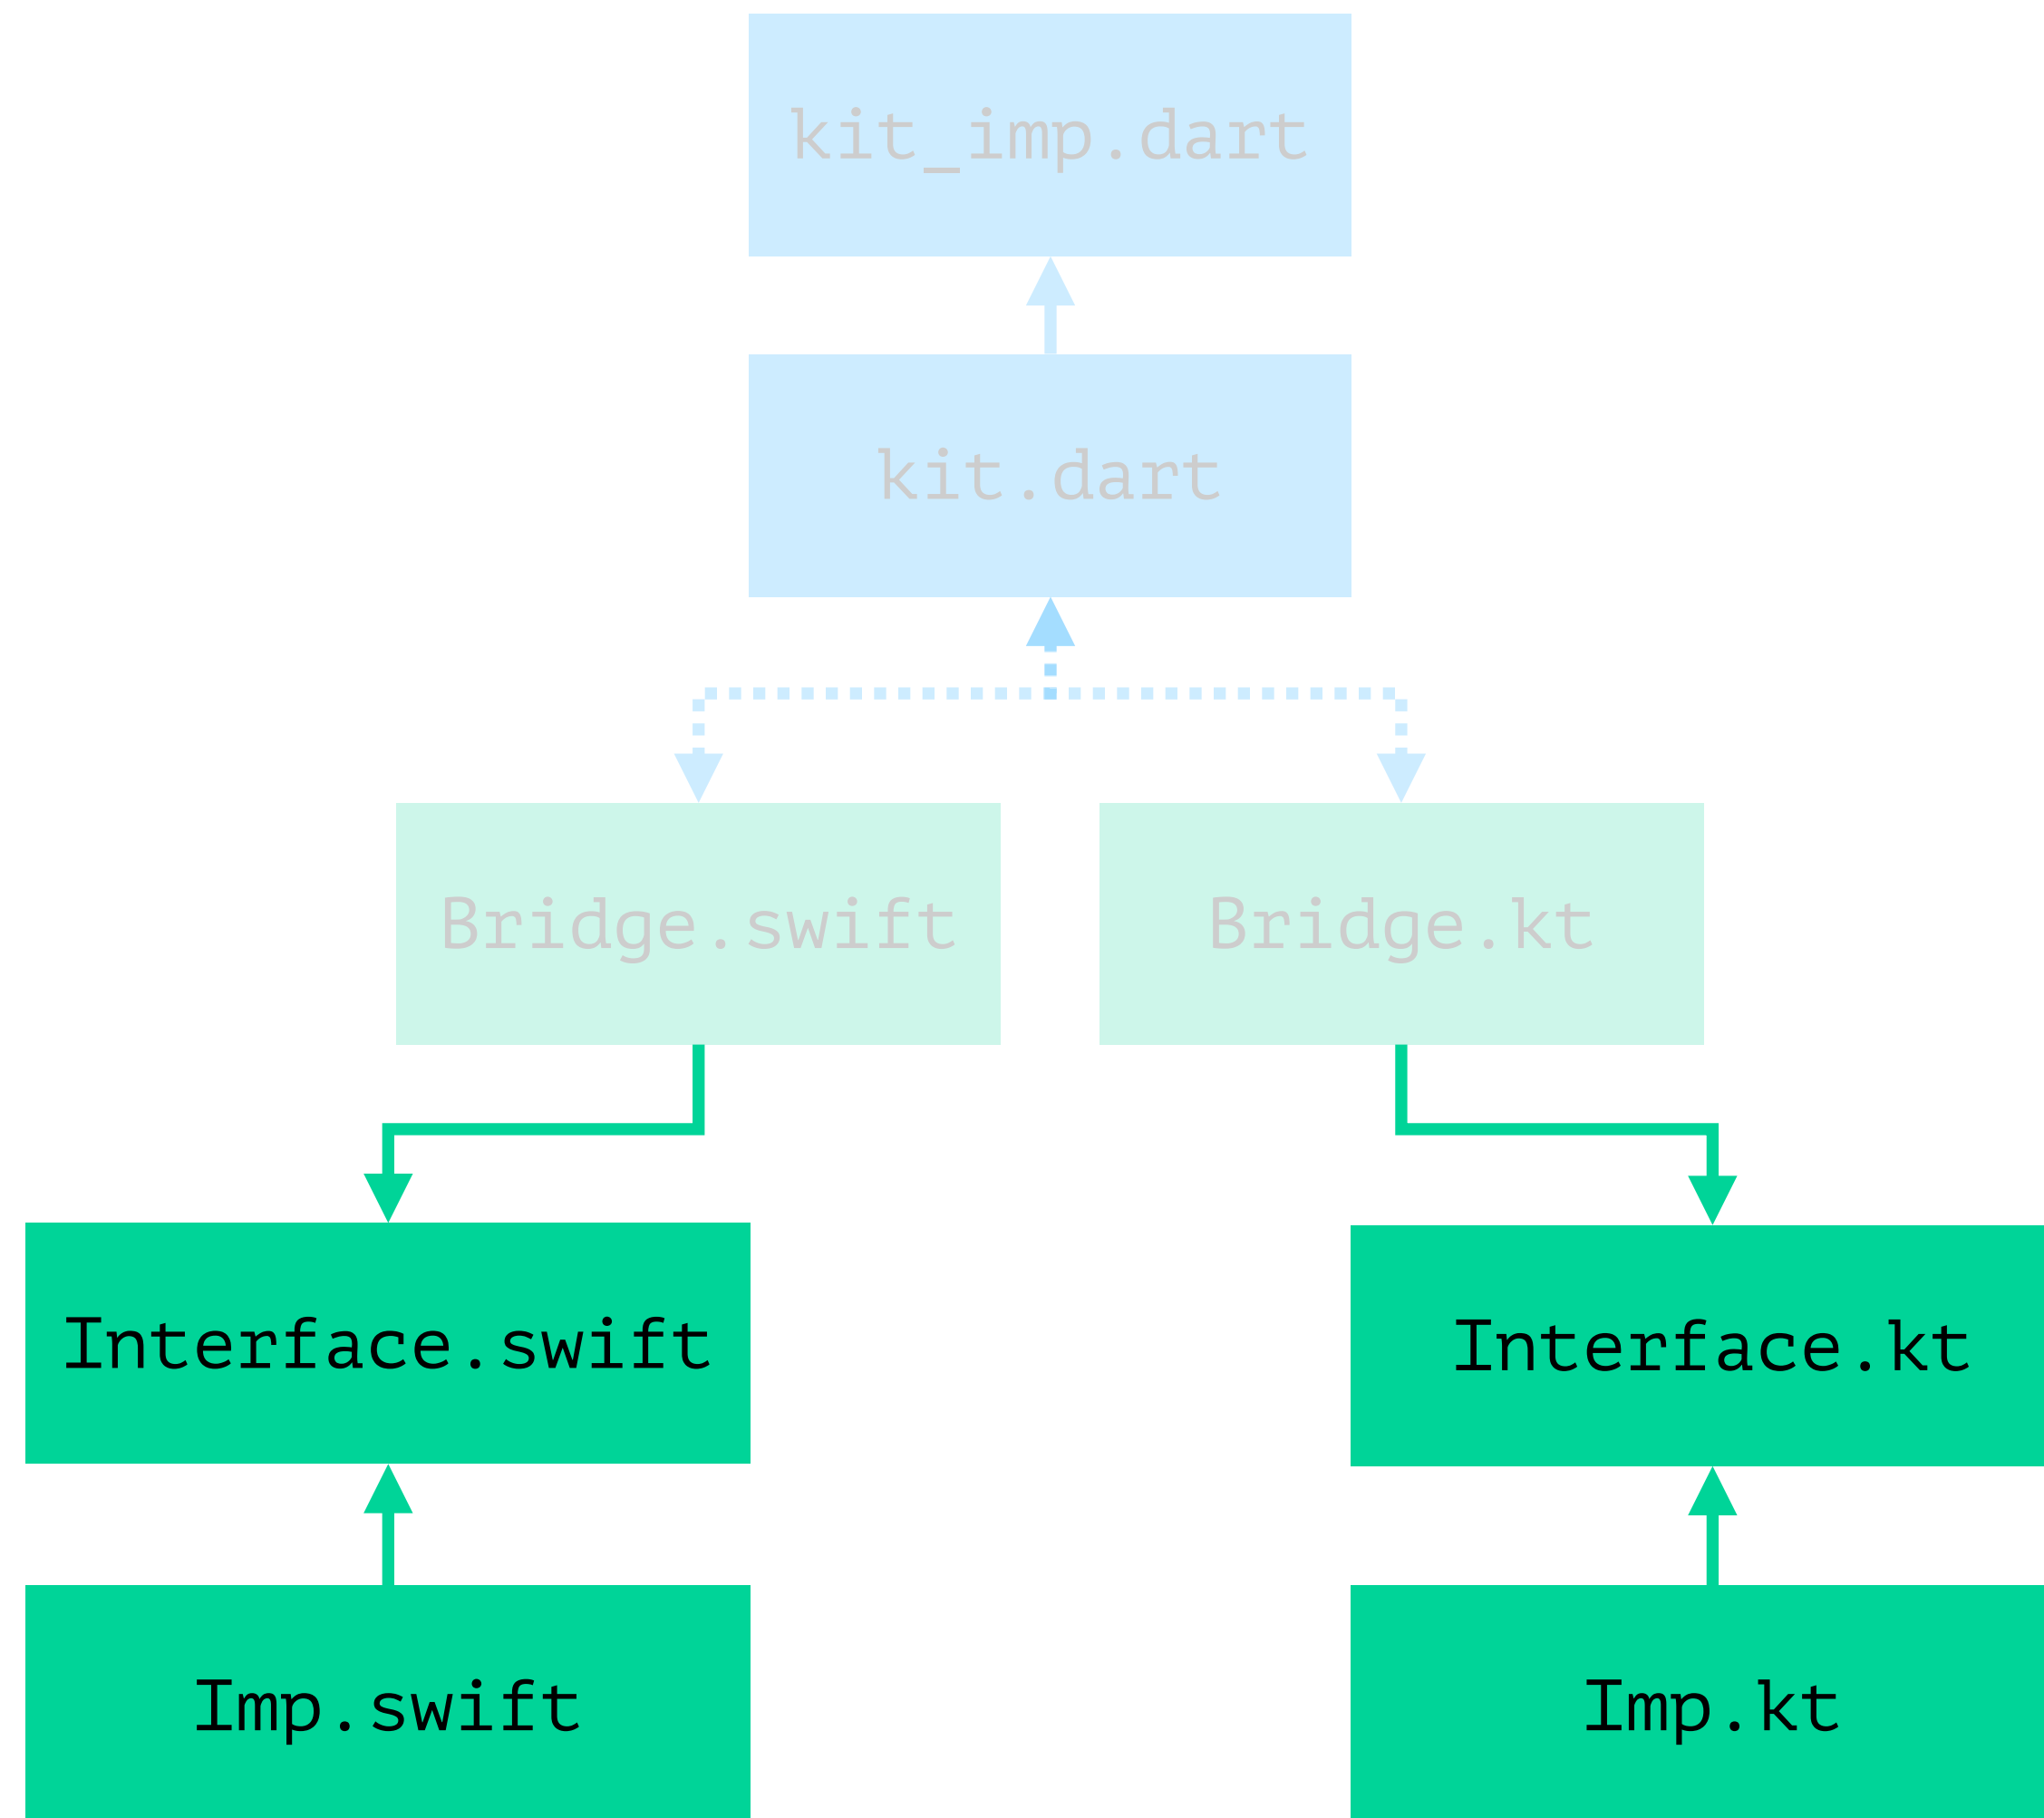 kit_imp.dart
kit.dart
Bridge.swift
Bridge.kt
Interface.swift
Interface.kt
Imp.swift
Imp.kt